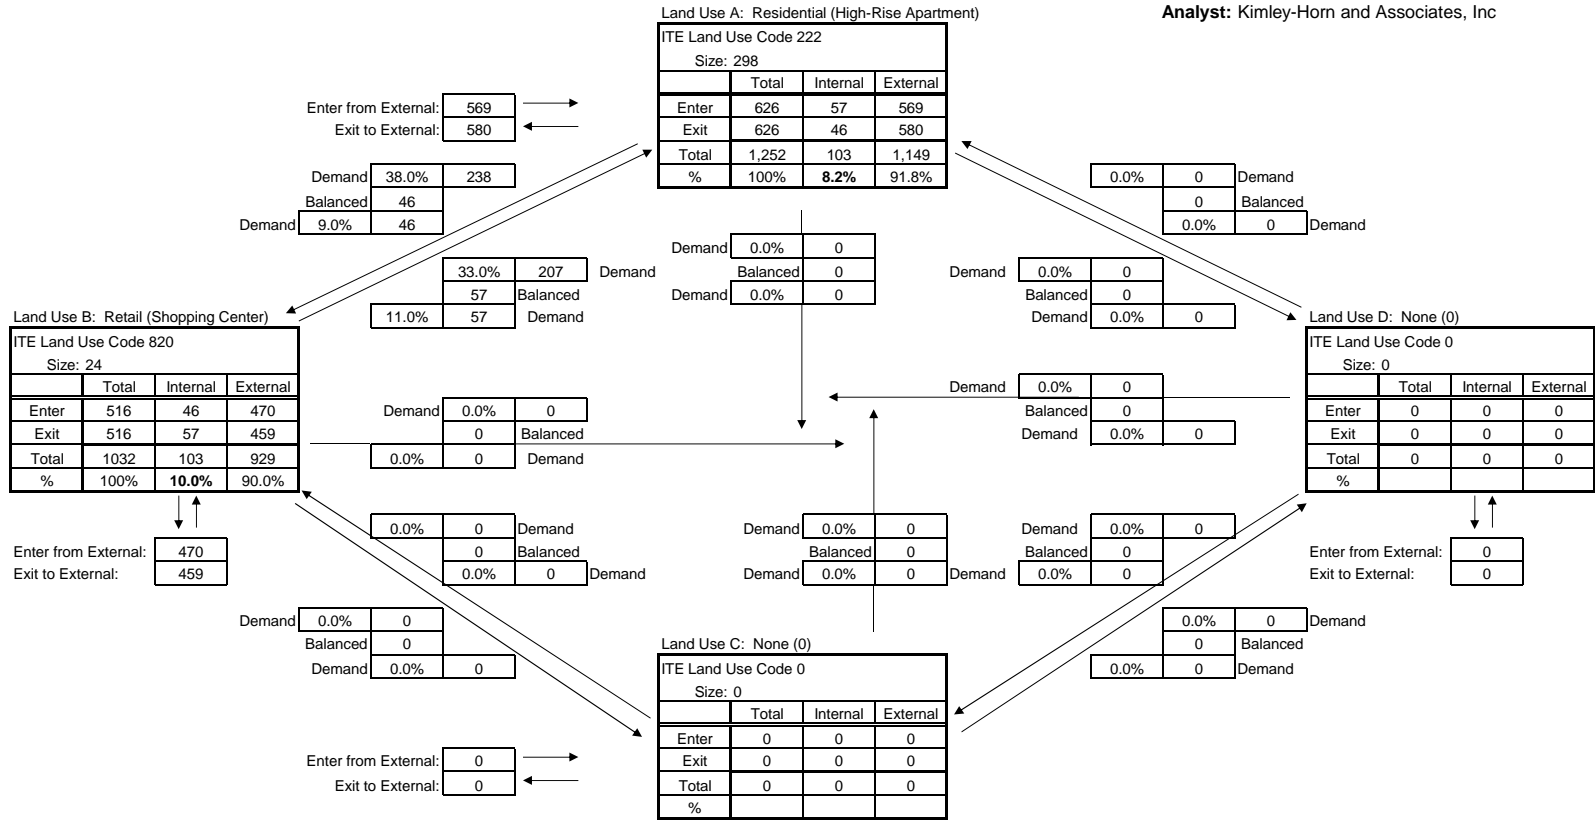 Land Use A: Residential (High-Rise Apartment)
Analyst: Kimley-Horn and Associates, Inc
ITE Land Use Code 222
Size: 298
Total Internal External
Enter 626 57 569
Exit 626 46 580
Total 1,252 103 1,149
% 100% 8.2% 91.8%
Enter from External: 569
Exit to External: 580
Demand 38.0% 238
Balanced 46
Demand 9.0% 46
0.0% 0 Demand
0 Balanced
0.0% 0 Demand
33.0% 207 Demand
57 Balanced
11.0% 57 Demand
Demand 0.0% 0
Balanced 0
Demand 0.0% 0
Demand 0.0% 0
Balanced 0
Demand 0.0% 0
Land Use B: Retail (Shopping Center)
ITE Land Use Code 820
Size: 24
Total Internal External
Enter 516 46 470
Exit 516 57 459
Total 1032 103 929
% 100% 10.0% 90.0%
Demand 0.0% 0
0 Balanced
0.0% 0 Demand
Demand 0.0% 0
Balanced 0
Demand 0.0% 0
Land Use D: None (0)
ITE Land Use Code 0
Size: 0
Total Internal External
Enter 0 0 0
Exit 0 0 0
Total 0 0 0
%
Enter from External: 470
Exit to External: 459
0.0% 0 Demand
0 Balanced
0.0% 0 Demand
Demand 0.0% 0
Balanced 0
Demand 0.0% 0
Demand 0.0% 0
Balanced 0
Demand 0.0% 0
Enter from External: 0
Exit to External: 0
Demand 0.0% 0
Balanced 0
Demand 0.0% 0
0.0% 0 Demand
0 Balanced
0.0% 0 Demand
Land Use C: None (0)
ITE Land Use Code 0
Size: 0
Total Internal External
Enter 0 0 0
Exit 0 0 0
Total 0 0 0
%
Enter from External: 0
Exit to External: 0